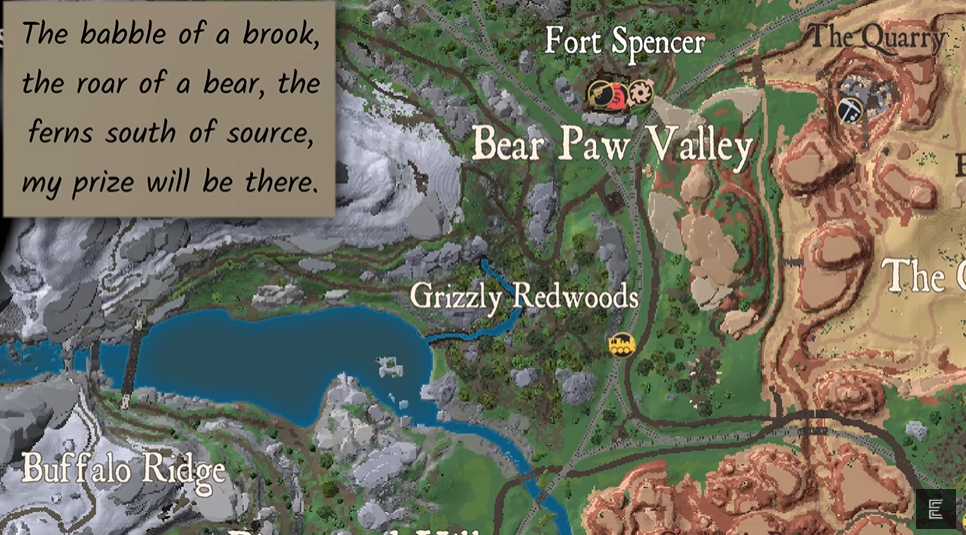 The babble of a brook,
the roar of a bear, the
ferns south of source,
my prize will be there.
Fort Spencer
The Quarry
Bear Paw Valley
The
Grizzly Redwoods
Buffalo Ridge